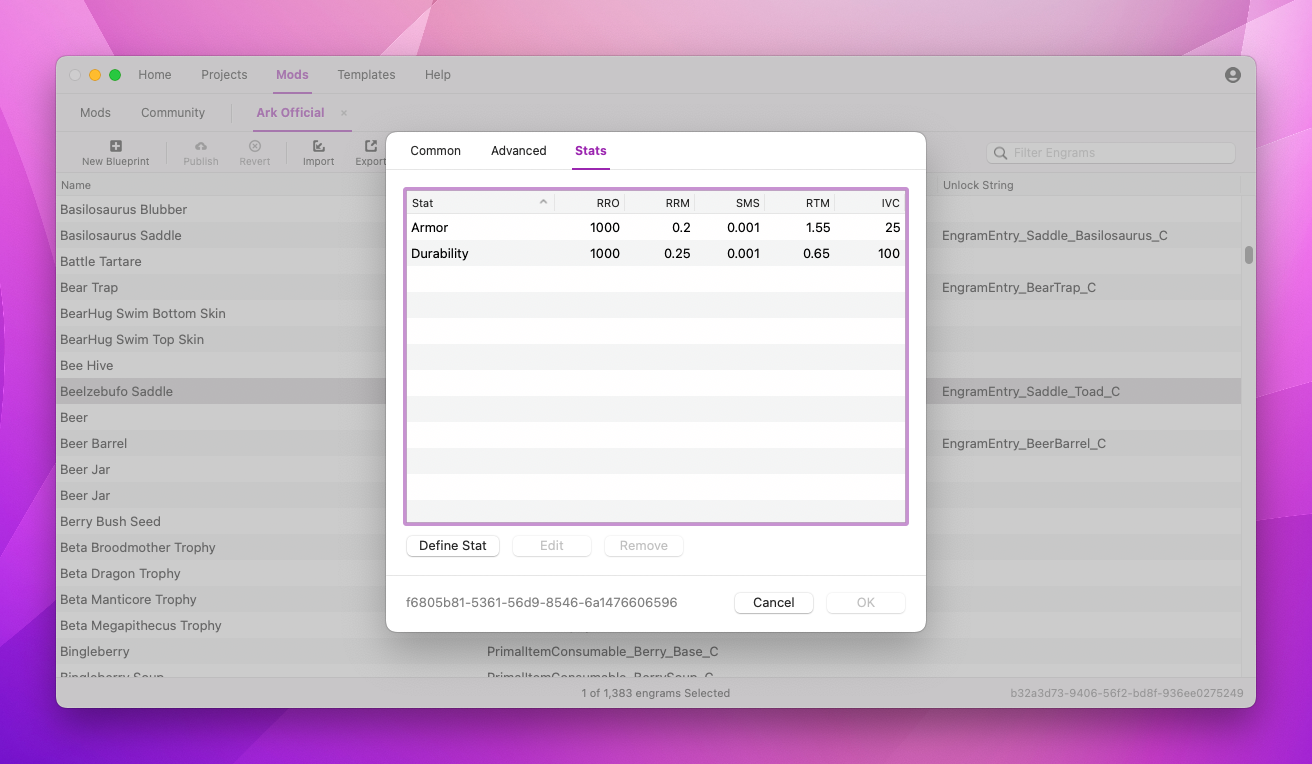 Home Projects Mods Templates Help
Mods Community Ark Official ×
New Blueprint Publish Revert Import Export
Filter Engrams
Name Unlock String
Basilosaurus Blubber
Basilosaurus Saddle EngramEntry_Saddle_Basilosaurus_C
Battle Tartare
Bear Trap EngramEntry_BearTrap_C
BearHug Swim Bottom Skin
BearHug Swim Top Skin
Bee Hive
Beelzebufo Saddle EngramEntry_Saddle_Toad_C
Beer
Beer Barrel EngramEntry_BeerBarrel_C
Beer Jar
Beer Jar
Berry Bush Seed
Beta Broodmother Trophy
Beta Dragon Trophy
Beta Manticore Trophy
Beta Megapithecus Trophy
Bingleberry PrimalItemConsumable_Berry_Base_C
Bingleberry Soup PrimalItemConsumable_BerrySoup_C
1 of 1,383 engrams Selected b32a3d73-9406-56f2-bd8f-936ee0275249
Common Advanced Stats
Stat RRO RRM SMS RTM IVC
Armor 1000 0.2 0.001 1.55 25
Durability 1000 0.25 0.001 0.65 100
Define Stat Edit Remove
f6805b81-5361-56d9-8546-6a1476606596 Cancel OK